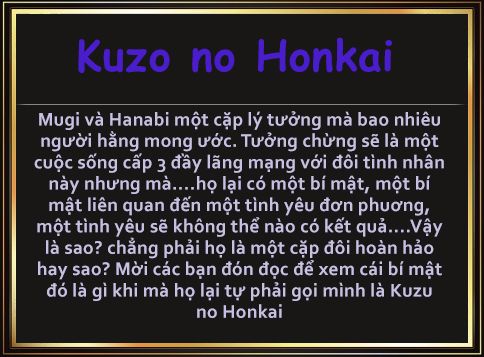 Kuzo no Honkai
Mugi và Hanabi một cặp lý tưởng mà bao nhiêu
người hằng mong ước. Tưởng chừng sẽ là một
cuộc sống cấp 3 đầy lãng mạng với đôi tình nhân
này nhưng mà....họ lại có một bí mật, một bí
mật liên quan đến một tình yêu đơn phương,
một tình yêu sẽ không thể nào có kết quả....Vậy
là sao? chẳng phải họ là một cặp đôi hoàn hảo
hay sao? Mời các bạn đón đọc để xem cái bí mật
đó là gì khi mà họ lại tự phải gọi mình là Kuzu
no Honkai